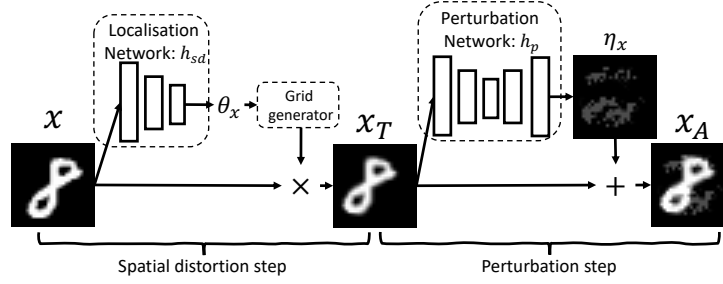 Localisation
Network: h_sd
Perturbation
Network: h_p
η_x
x
θ_x
Grid
generator
x_T
x_A
×
+
Spatial distortion step
Perturbation step